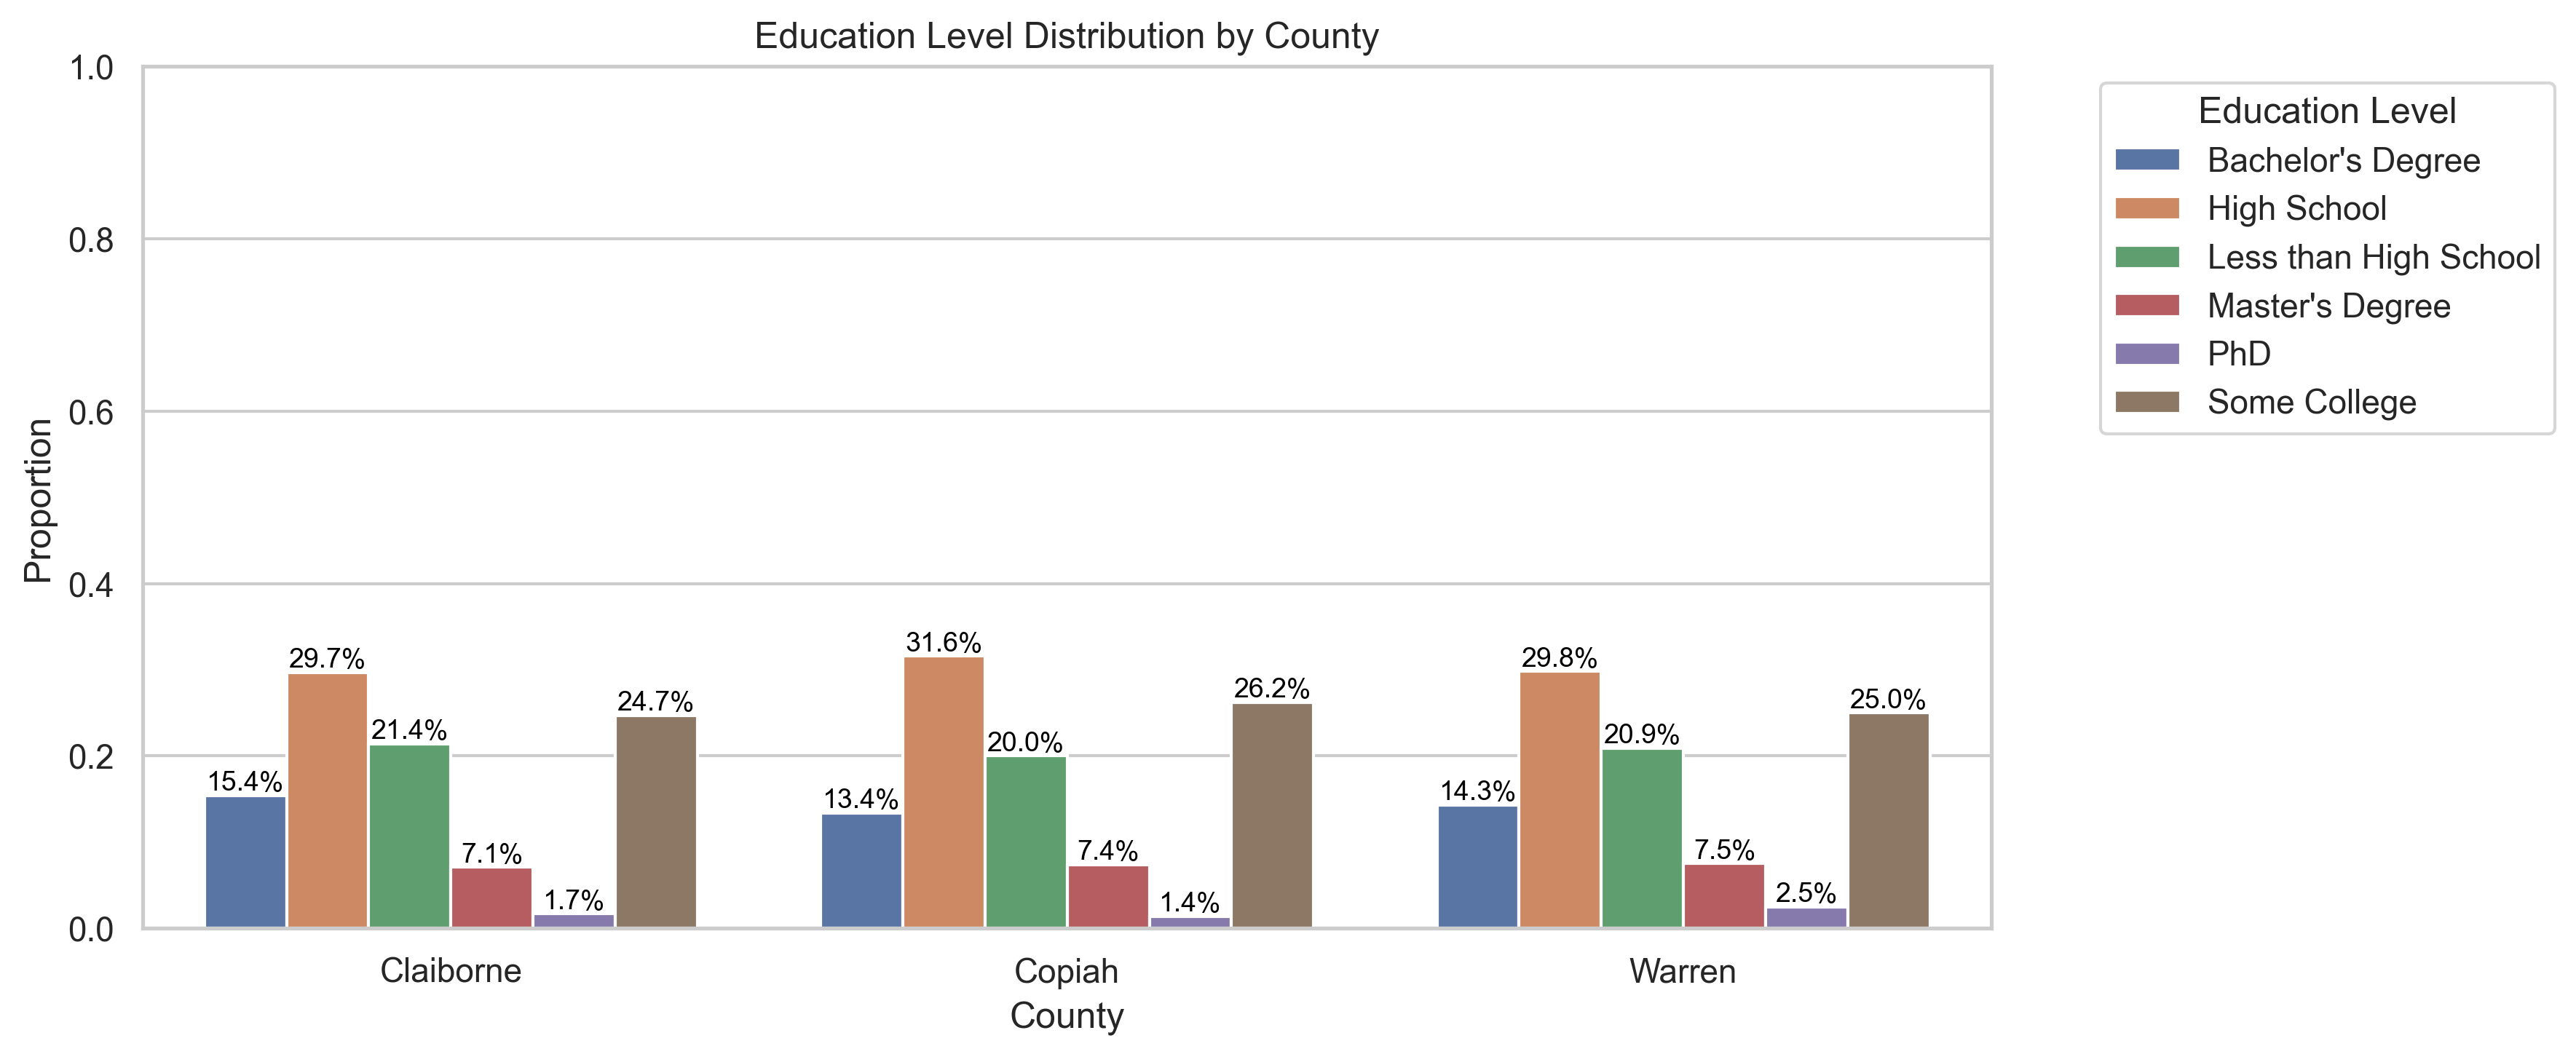 Education Level Distribution by County
1.0
0.8
0.6
0.4
0.2
0.0
Proportion
15.4%
29.7%
21.4%
7.1%
1.7%
24.7%
13.4%
31.6%
20.0%
7.4%
1.4%
26.2%
14.3%
29.8%
20.9%
7.5%
2.5%
25.0%
Claiborne
Copiah
Warren
County
Education Level
Bachelor's Degree
High School
Less than High School
Master's Degree
PhD
Some College